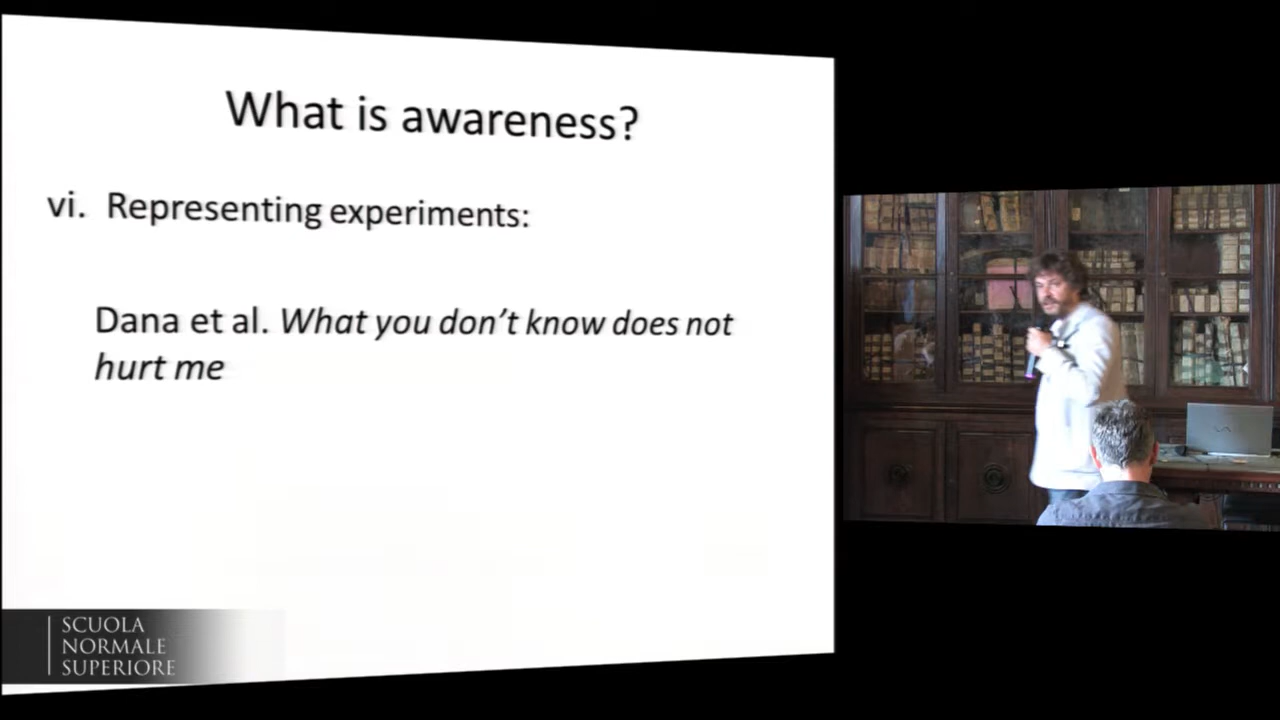 What is awareness?
vi. Representing experiments:
Dana et al. What you don't know does not
hurt me
SCUOLA
NORMALE
SUPERIORE